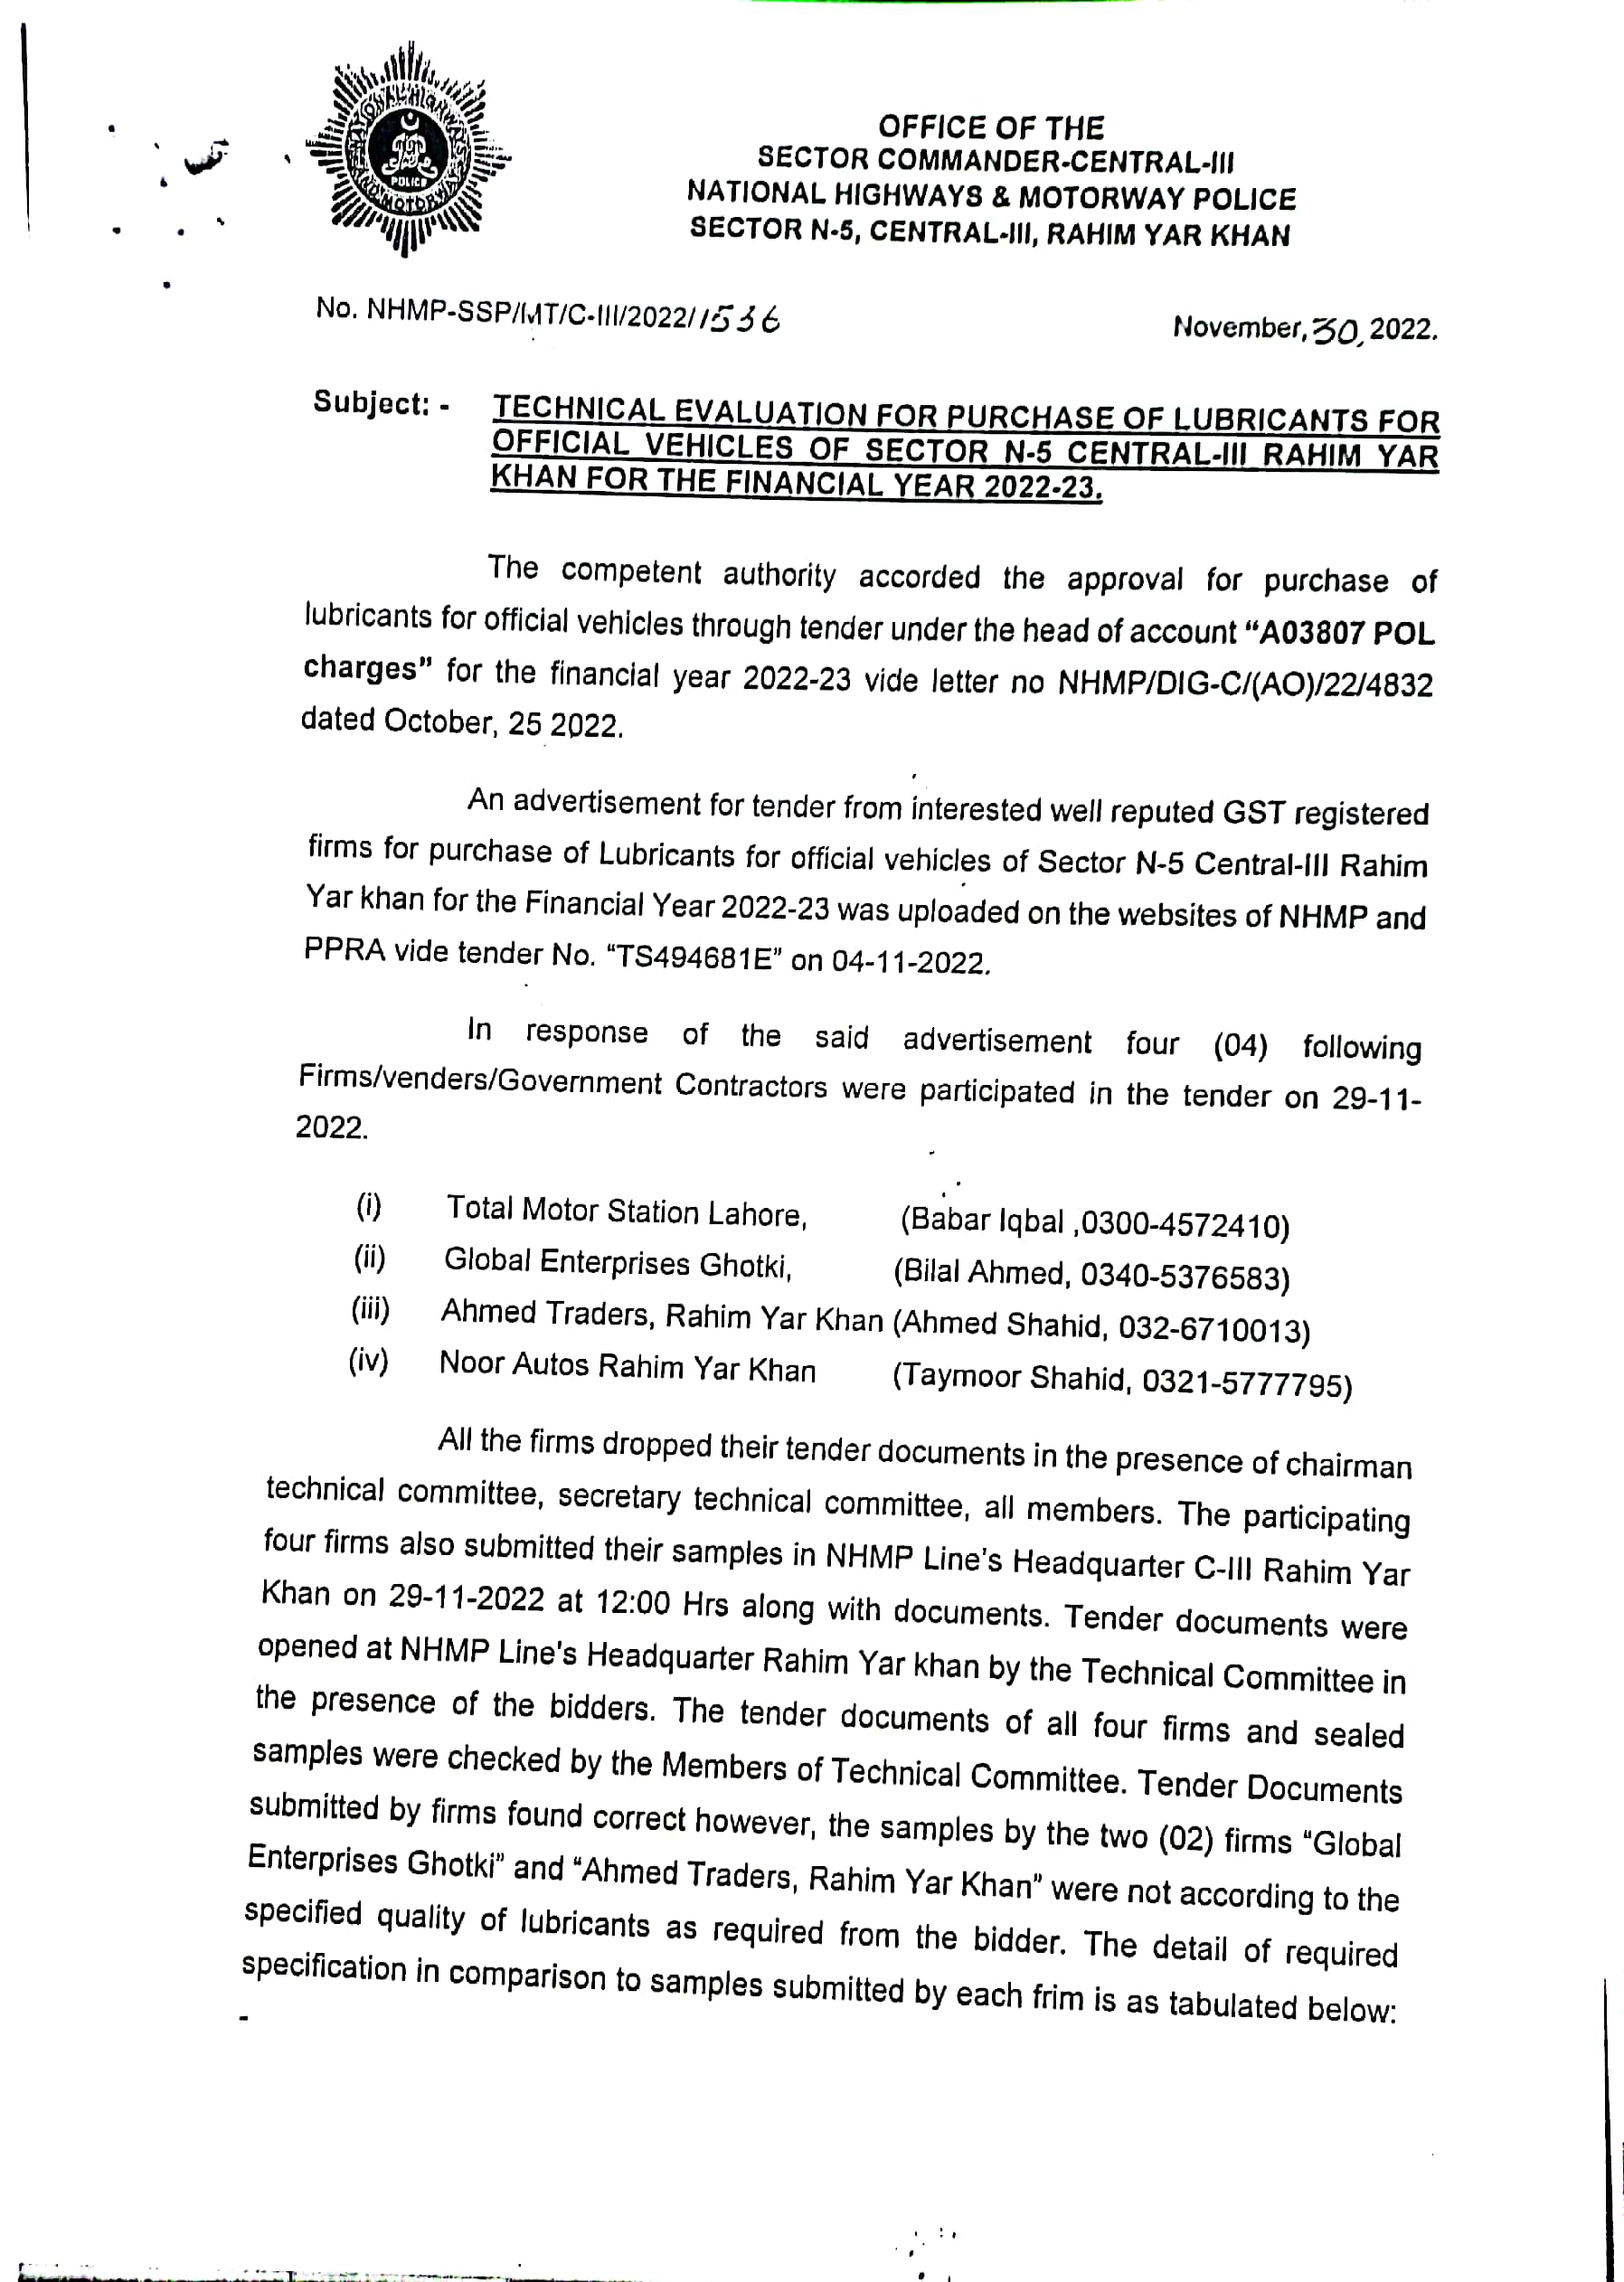 NATIONAL HIGHWAYS
AND MOTORWAY
POLICE
OFFICE OF THE
SECTOR COMMANDER-CENTRAL-III
NATIONAL HIGHWAYS & MOTORWAY POLICE
SECTOR N-5, CENTRAL-III, RAHIM YAR KHAN
No. NHMP-SSP/MT/C-III/2022/1536
November, 30, 2022.
Subject: - TECHNICAL EVALUATION FOR PURCHASE OF LUBRICANTS FOR
OFFICIAL VEHICLES OF SECTOR N-5 CENTRAL-III RAHIM YAR
KHAN FOR THE FINANCIAL YEAR 2022-23.
The competent authority accorded the approval for purchase of
lubricants for official vehicles through tender under the head of account “A03807 POL
charges” for the financial year 2022-23 vide letter no NHMP/DIG-C/(AO)/22/4832
dated October, 25 2022.
An advertisement for tender from interested well reputed GST registered
firms for purchase of Lubricants for official vehicles of Sector N-5 Central-III Rahim
Yar khan for the Financial Year 2022-23 was uploaded on the websites of NHMP and
PPRA vide tender No. “TS494681E” on 04-11-2022.
In response of the said advertisement four (04) following
Firms/venders/Government Contractors were participated in the tender on 29-11-
2022.
(i) Total Motor Station Lahore, (Babar Iqbal ,0300-4572410)
(ii) Global Enterprises Ghotki, (Bilal Ahmed, 0340-5376583)
(iii) Ahmed Traders, Rahim Yar Khan (Ahmed Shahid, 032-6710013)
(iv) Noor Autos Rahim Yar Khan (Taymoor Shahid, 0321-5777795)
All the firms dropped their tender documents in the presence of chairman
technical committee, secretary technical committee, all members. The participating
four firms also submitted their samples in NHMP Line's Headquarter C-III Rahim Yar
Khan on 29-11-2022 at 12:00 Hrs along with documents. Tender documents were
opened at NHMP Line's Headquarter Rahim Yar khan by the Technical Committee in
the presence of the bidders. The tender documents of all four firms and sealed
samples were checked by the Members of Technical Committee. Tender Documents
submitted by firms found correct however, the samples by the two (02) firms “Global
Enterprises Ghotki” and “Ahmed Traders, Rahim Yar Khan” were not according to the
specified quality of lubricants as required from the bidder. The detail of required
specification in comparison to samples submitted by each frim is as tabulated below:
-